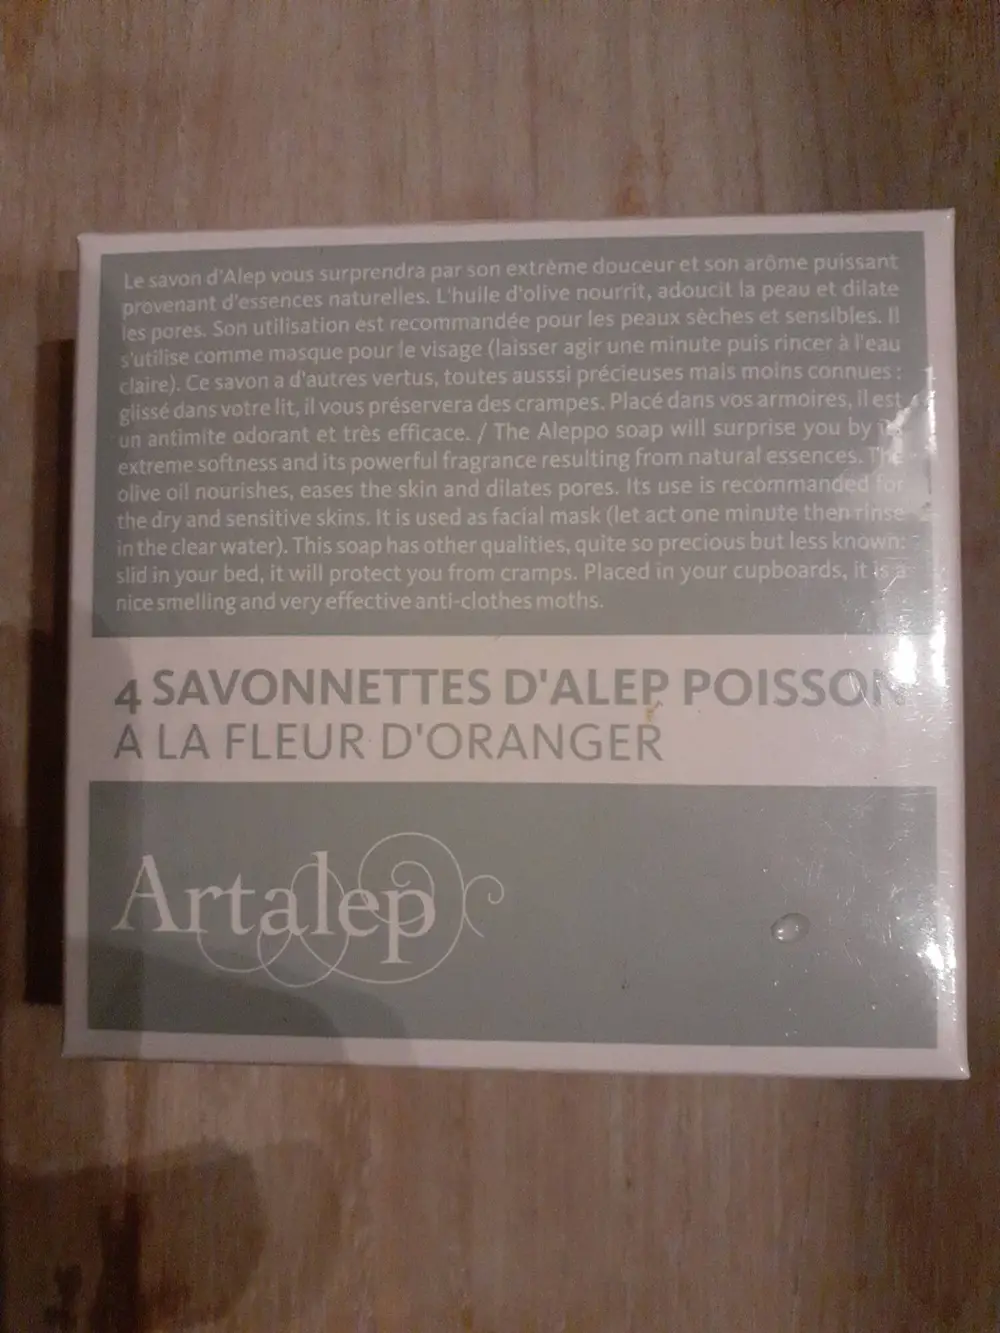 Le savon d'Alep vous surprendra par son extrème douceur et son arôme puissant
provenant d'essences naturelles. L'huile d'olive nourrit, adoucit la peau et dilate
les pores. Son utilisation est recommandée pour les peaux sèches et sensibles. Il
s'utilise comme masque pour le visage (laisser agir une minute puis rincer à l'eau
claire). Ce savon a d'autres vertus, toutes ausssi précieuses mais moins connues :
glissé dans votre lit, il vous préservera des crampes. Placé dans vos armoires, il est
un antimite odorant et très efficace. / The Aleppo soap will surprise you by its
extreme softness and its powerful fragrance resulting from natural essences. The
olive oil nourishes, eases the skin and dilates pores. Its use is recommanded for
the dry and sensitive skins. It is used as facial mask (let act one minute then rinse
in the clear water). This soap has other qualities, quite so precious but less known:
slid in your bed, it will protect you from cramps. Placed in your cupboards, it is a
nice smelling and very effective anti-clothes moths.
4 SAVONNETTES D'ALEP POISSON
A LA FLEUR D'ORANGER
Artalep